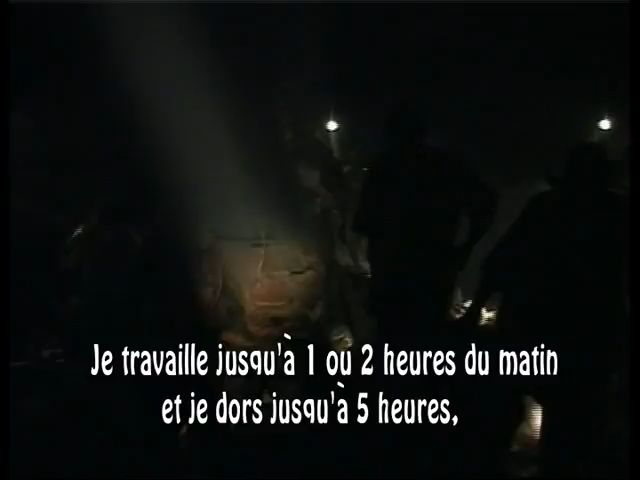 Je travaille jusqu'à 1 ou 2 heures du matin
et je dors jusqu'à 5 heures,